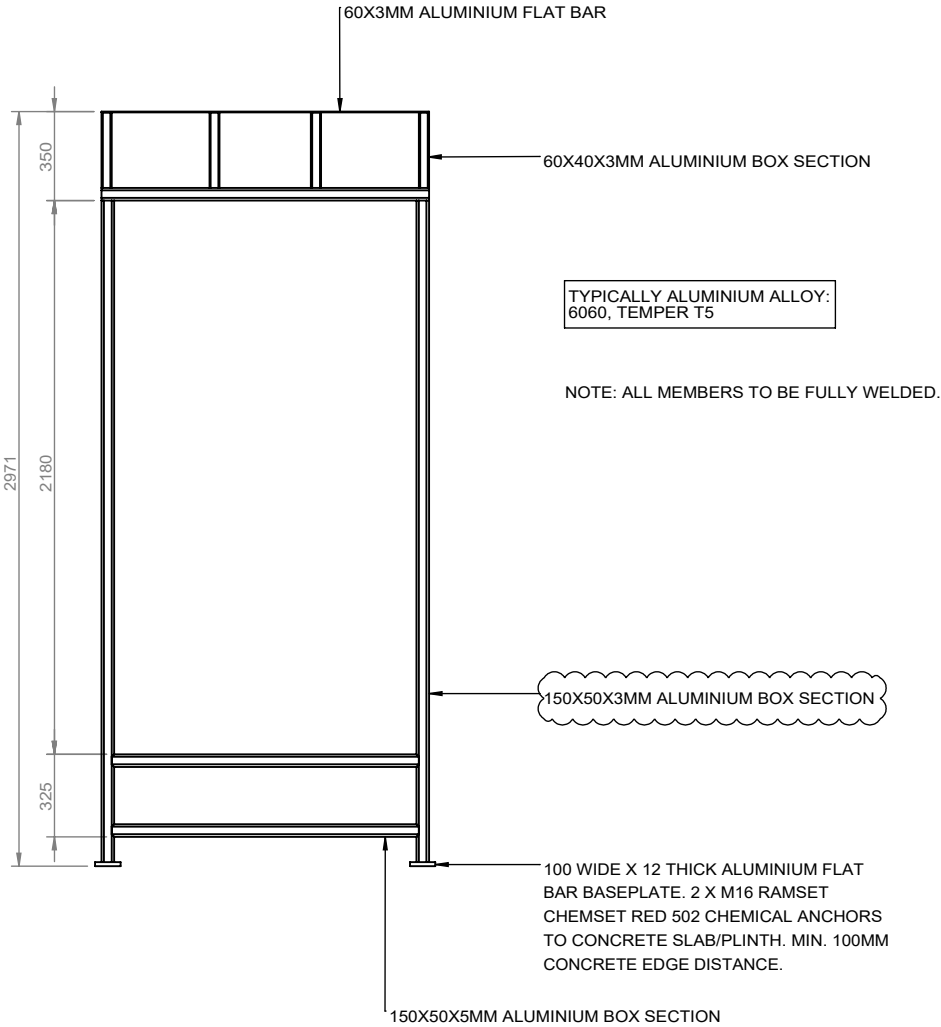 60X3MM ALUMINIUM FLAT BAR
350
60X40X3MM ALUMINIUM BOX SECTION
TYPICALLY ALUMINIUM ALLOY:
6060, TEMPER T5
NOTE: ALL MEMBERS TO BE FULLY WELDED.
2971
2180
150X50X3MM ALUMINIUM BOX SECTION
325
100 WIDE X 12 THICK ALUMINIUM FLAT
BAR BASEPLATE. 2 X M16 RAMSET
CHEMSET RED 502 CHEMICAL ANCHORS
TO CONCRETE SLAB/PLINTH. MIN. 100MM
CONCRETE EDGE DISTANCE.
150X50X5MM ALUMINIUM BOX SECTION